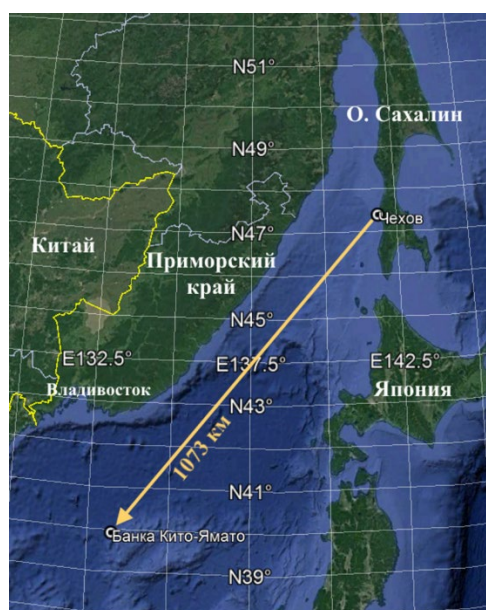 N51°
О. Сахалин
N49°
Чехов
N47°
Китай
Приморский
край
N45°
E132.5°
E137.5°
E142.5°
Владивосток
Япония
N43°
1073 км
N41°
Банка Кито-Ямато
N39°